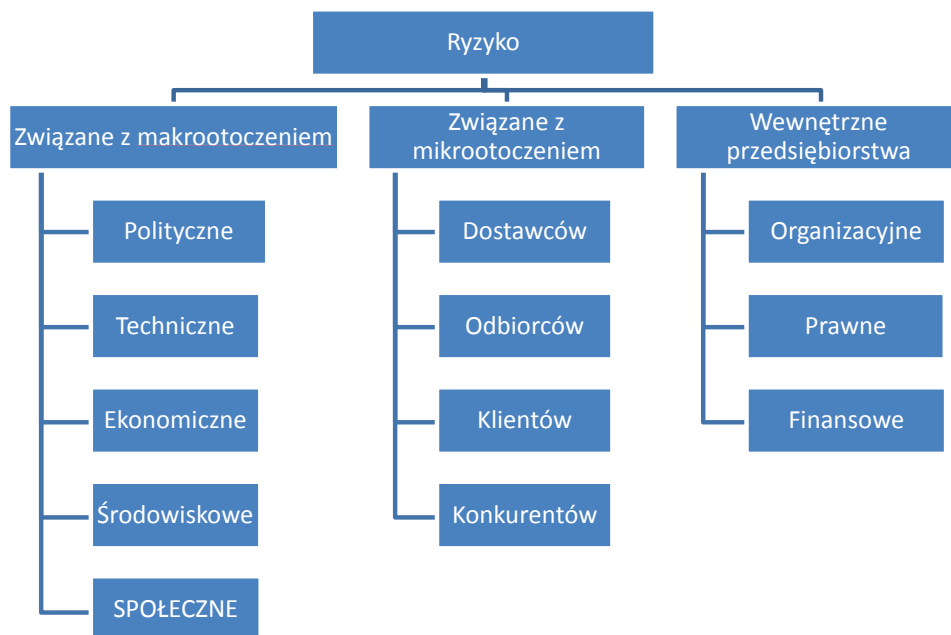 Ryzyko
Związane z makrootoczeniem
Polityczne
Techniczne
Ekonomiczne
Środowiskowe
SPOŁECZNE
Związane z
mikrootoczeniem
Dostawców
Odbiorców
Klientów
Konkurentów
Wewnętrzne
przedsiębiorstwa
Organizacyjne
Prawne
Finansowe